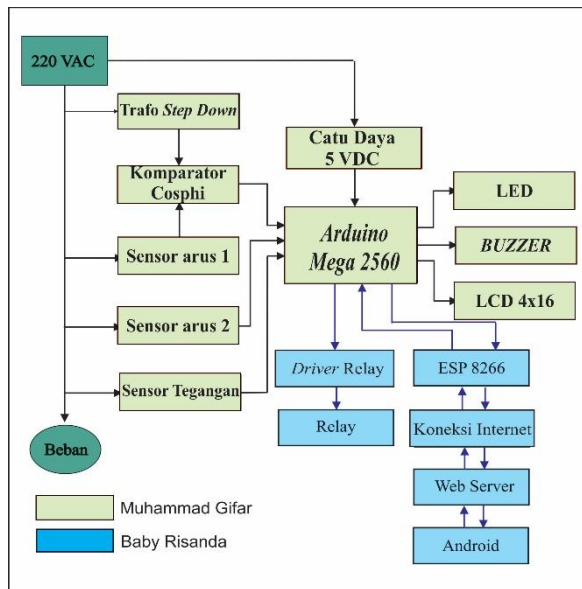 220 VAC
Trafo Step Down
Catu Daya
5 VDC
Komparator
Cosphi
LED
Arduino
Mega 2560
BUZZER
Sensor arus 1
LCD 4x16
Sensor arus 2
Driver Relay
ESP 8266
Sensor Tegangan
Relay
Koneksi Internet
Beban
Web Server
Muhammad Gifar
Baby Risanda
Android